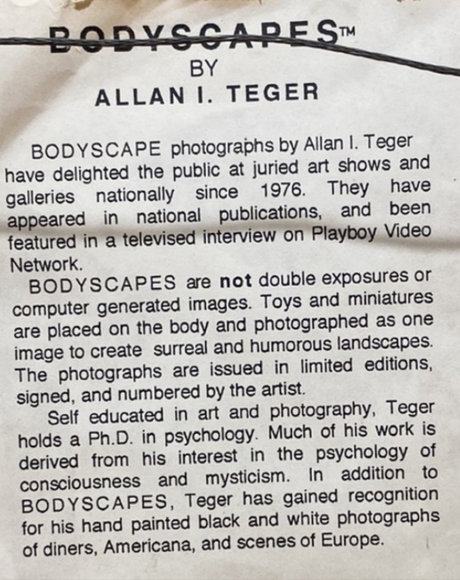 BODYSCAPES™
BY
ALLAN I. TEGER
BODYSCAPE photographs by Allan I. Teger
have delighted the public at juried art shows and
galleries nationally since 1976. They have
appeared in national publications, and been
featured in a televised interview on Playboy Video
Network.
BODYSCAPES are not double exposures or
computer generated images. Toys and miniatures
are placed on the body and photographed as one
image to create surreal and humorous landscapes.
The photographs are issued in limited editions,
signed, and numbered by the artist.
Self educated in art and photography, Teger
holds a Ph.D. in psychology. Much of his work is
derived from his interest in the psychology of
consciousness and mysticism. In addition to
BODYSCAPES, Teger has gained recognition
for his hand painted black and white photographs
of diners, Americana, and scenes of Europe.